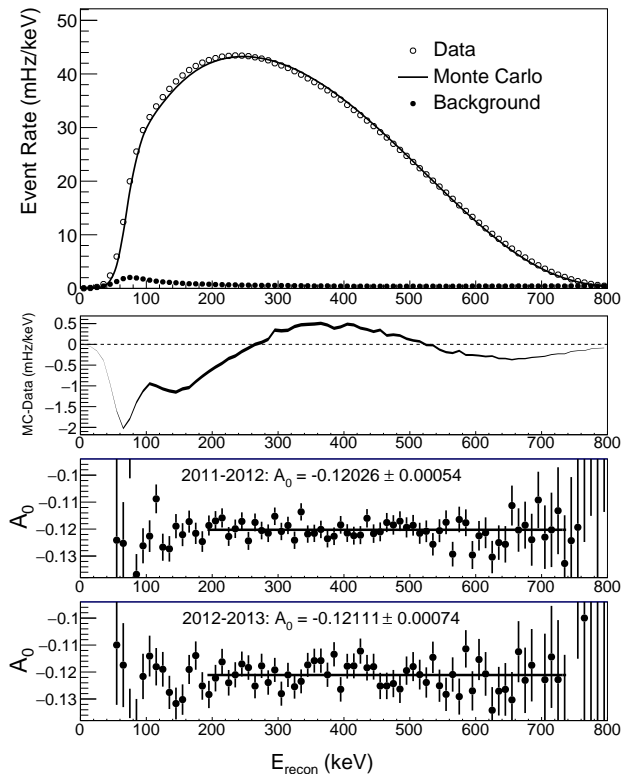 50
40
30
20
10
0
Event Rate (mHz/keV)
Data
Monte Carlo
Background
0 100 200 300 400 500 600 700 800
0.5
0
−0.5
−1
−1.5
−2
MC-Data (mHz/keV)
0 100 200 300 400 500 600 700 800
2011-2012: A0 = -0.12026 ± 0.00054
−0.1
−0.11
−0.12
−0.13
A0
0 100 200 300 400 500 600 700 800
2012-2013: A0 = -0.12111 ± 0.00074
−0.1
−0.11
−0.12
−0.13
A0
0 100 200 300 400 500 600 700 800
Erecon (keV)